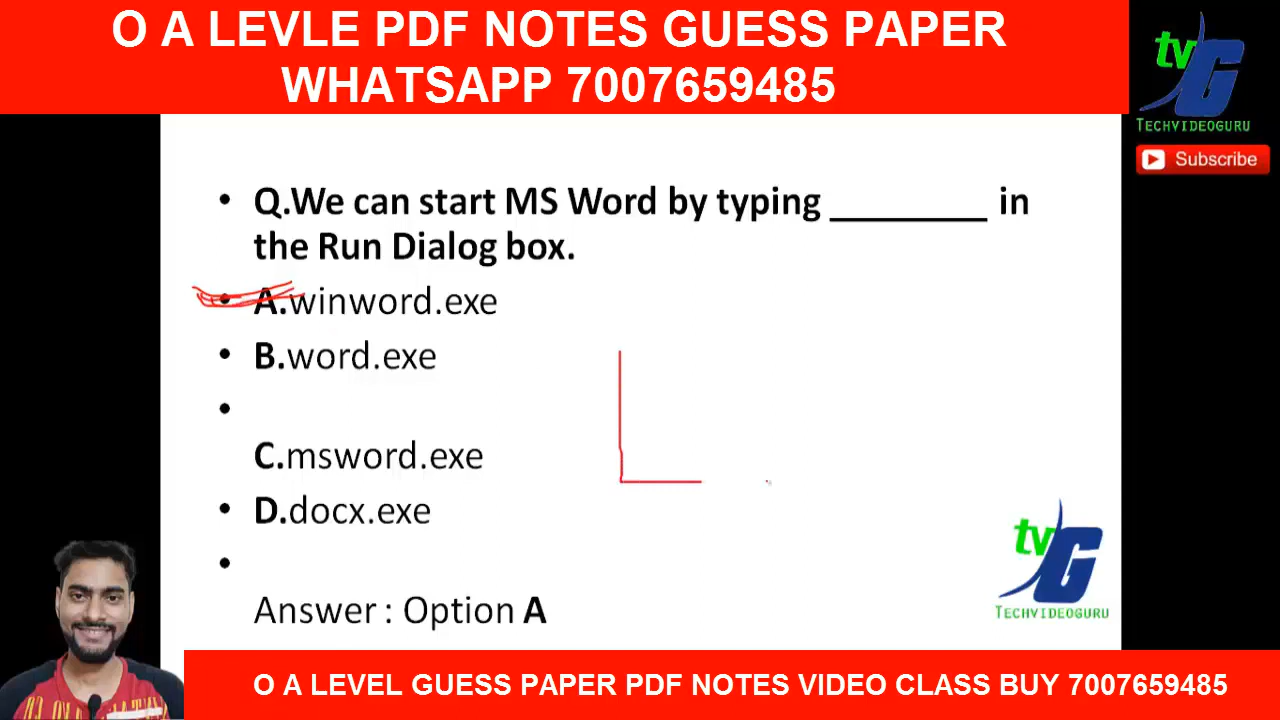 O A LEVLE PDF NOTES GUESS PAPER
WHATSAPP 7007659485
tvG
TECHVIDEOGURU
Subscribe
• Q.We can start MS Word by typing ________ in
the Run Dialog box.
• A.winword.exe
• B.word.exe
•
C.msword.exe
• D.docx.exe
•
Answer : Option A
tvG
TECHVIDEOGURU
O A LEVEL GUESS PAPER PDF NOTES VIDEO CLASS BUY 7007659485